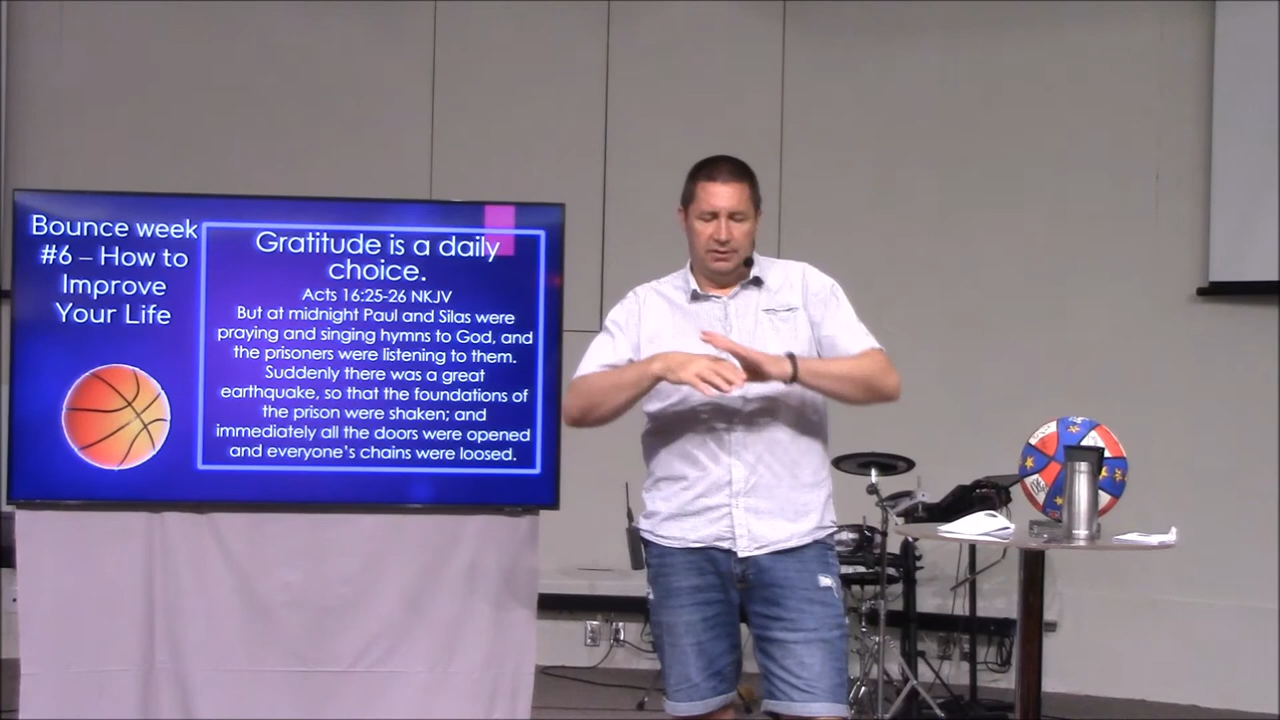 Bounce week
#6 – How to
Improve
Your Life
Gratitude is a daily
choice.
Acts 16:25-26 NKJV
But at midnight Paul and Silas were
praying and singing hymns to God, and
the prisoners were listening to them.
Suddenly there was a great
earthquake, so that the foundations of
the prison were shaken; and
immediately all the doors were opened
and everyone’s chains were loosed.